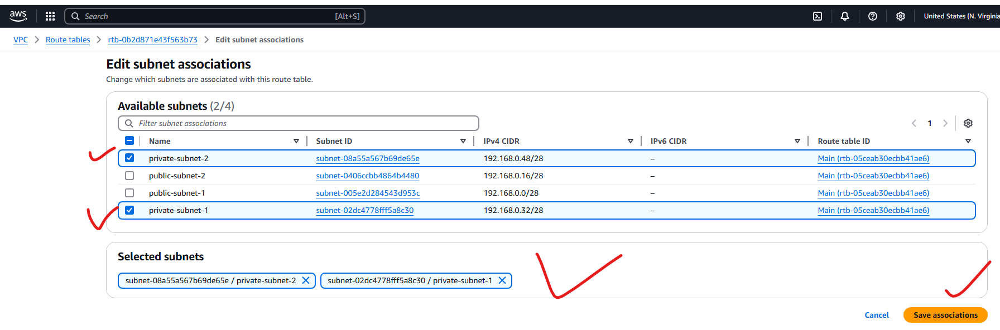 aws Search [Alt+S] United States (N. Virginia
VPC > Route tables > rtb-0b2d871e43f563b73 > Edit subnet associations
Edit subnet associations
Change which subnets are associated with this route table.
Available subnets (2/4)
Filter subnet associations
1
Name Subnet ID IPv4 CIDR IPv6 CIDR Route table ID
private-subnet-2 subnet-08a55a567b69de65e 192.168.0.48/28 – Main (rtb-05ceab30ecbb41ae6)
public-subnet-2 subnet-0406ccbb4864b4480 192.168.0.16/28 – Main (rtb-05ceab30ecbb41ae6)
public-subnet-1 subnet-005e2d284543d953c 192.168.0.0/28 – Main (rtb-05ceab30ecbb41ae6)
private-subnet-1 subnet-02dc4778fff5a8c30 192.168.0.32/28 – Main (rtb-05ceab30ecbb41ae6)
Selected subnets
subnet-08a55a567b69de65e / private-subnet-2 subnet-02dc4778fff5a8c30 / private-subnet-1
Cancel Save associations